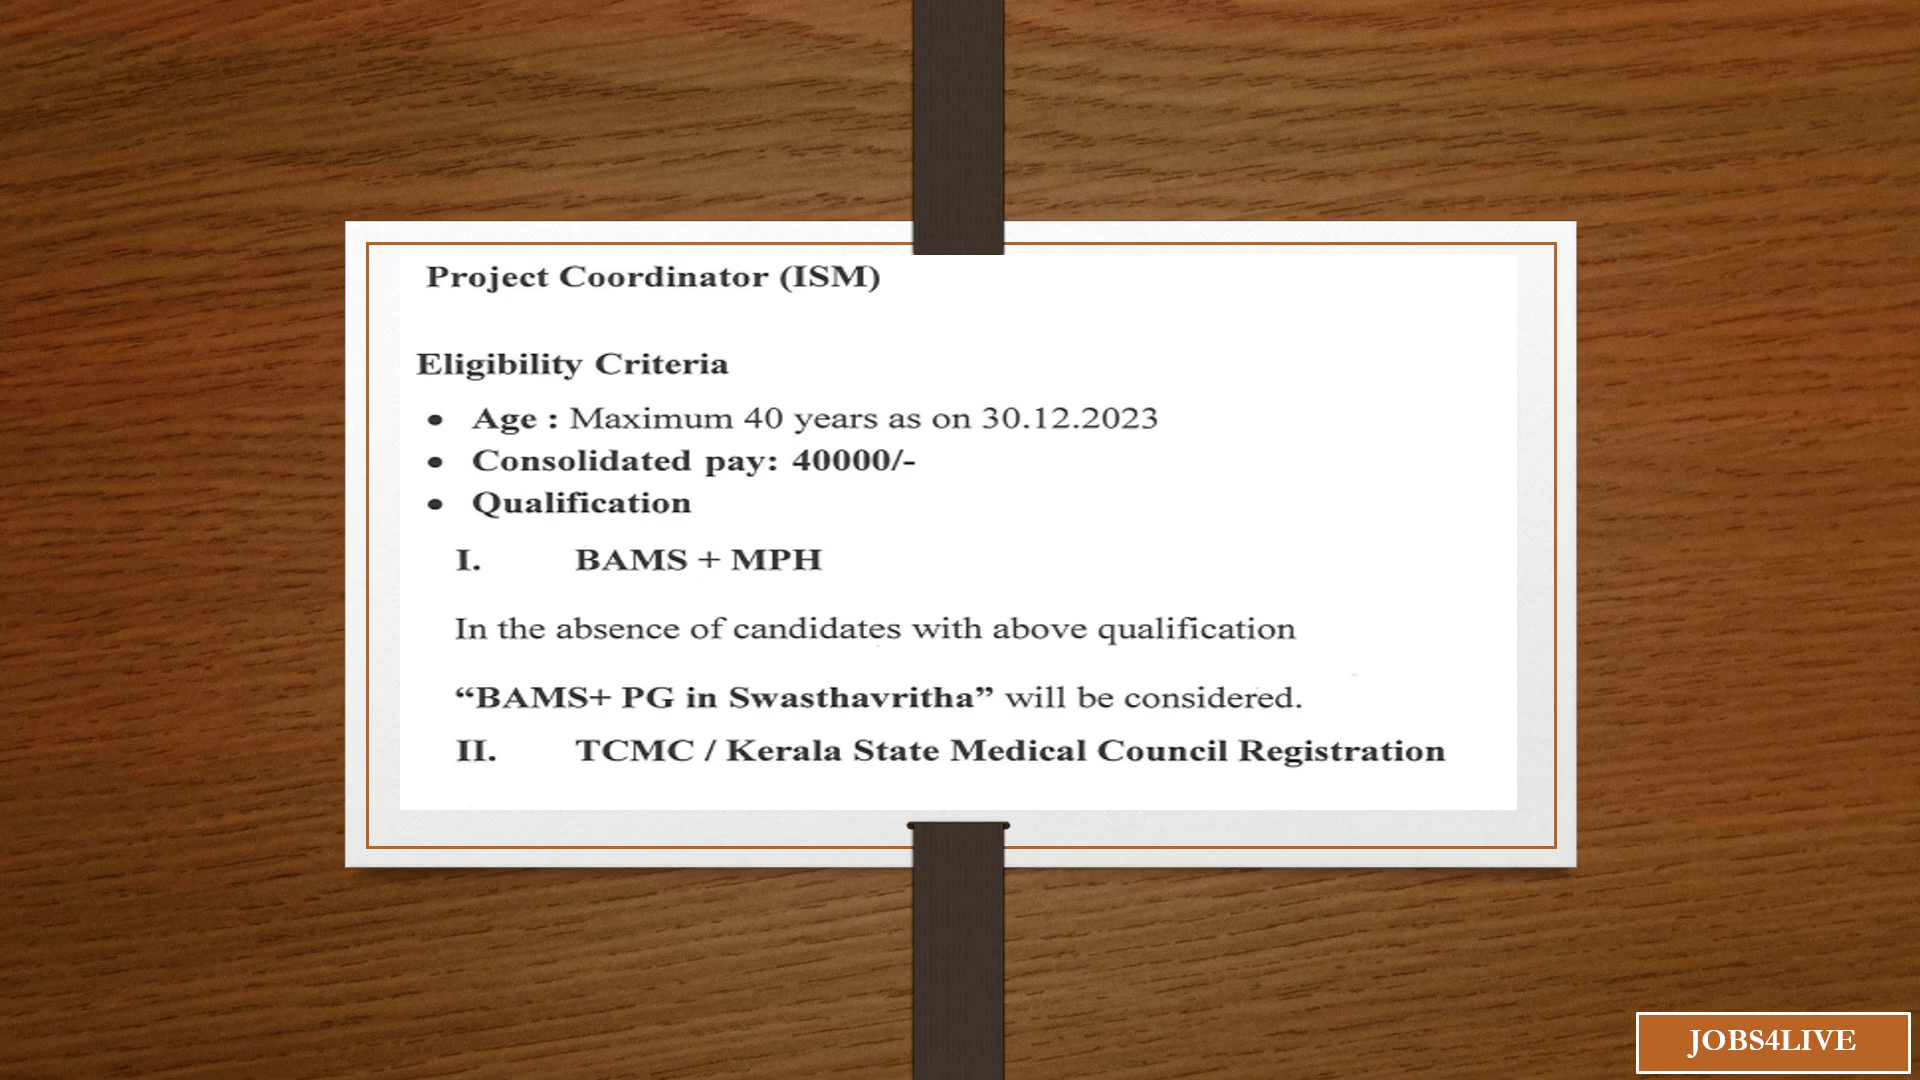 Project Coordinator (ISM)
Eligibility Criteria
• Age : Maximum 40 years as on 30.12.2023
• Consolidated pay: 40000/-
• Qualification
I. BAMS + MPH
In the absence of candidates with above qualification
“BAMS+ PG in Swasthavritha” will be considered.
II. TCMC / Kerala State Medical Council Registration
JOBS4LIVE